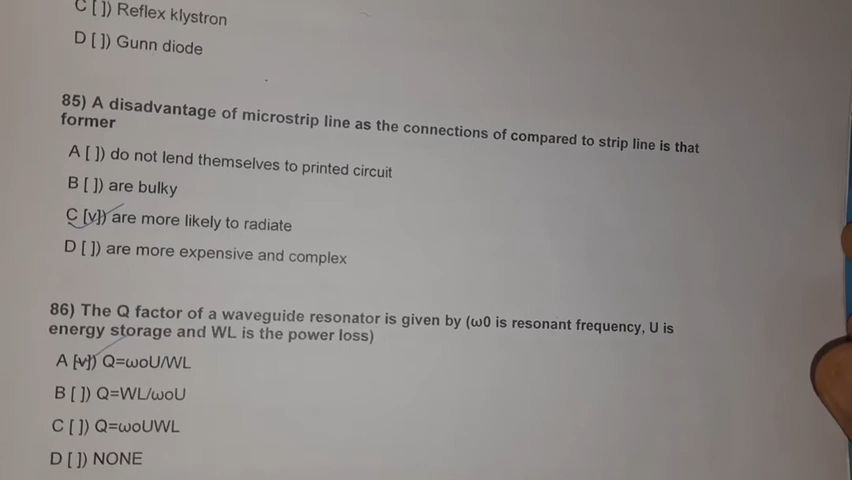 C [ ]) Reflex klystron
D [ ]) Gunn diode
85) A disadvantage of microstrip line as the connections of compared to strip line is that
former
A [ ]) do not lend themselves to printed circuit
B [ ]) are bulky
C [v]) are more likely to radiate
D [ ]) are more expensive and complex
86) The Q factor of a waveguide resonator is given by (ω0 is resonant frequency, U is
energy storage and WL is the power loss)
A [v]) Q=ωoU/WL
B [ ]) Q=WL/ωoU
C [ ]) Q=ωoUWL
D [ ]) NONE